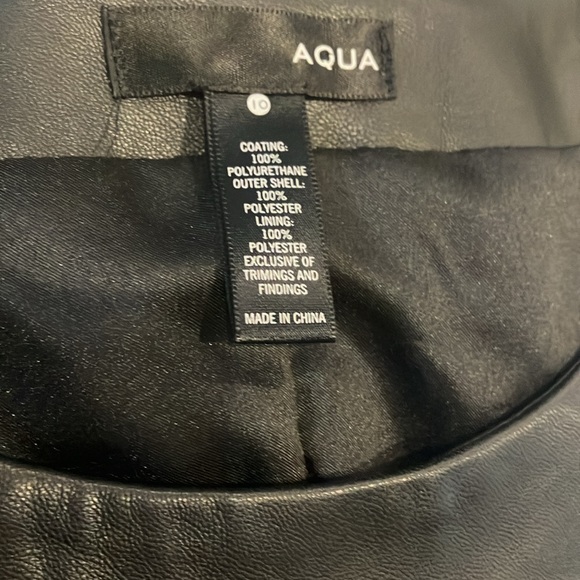 AQUA
10
COATING:
100%
POLYURETHANE
OUTER SHELL:
100%
POLYESTER
LINING:
100%
POLYESTER
EXCLUSIVE OF
TRIMINGS AND
FINDINGS
MADE IN CHINA